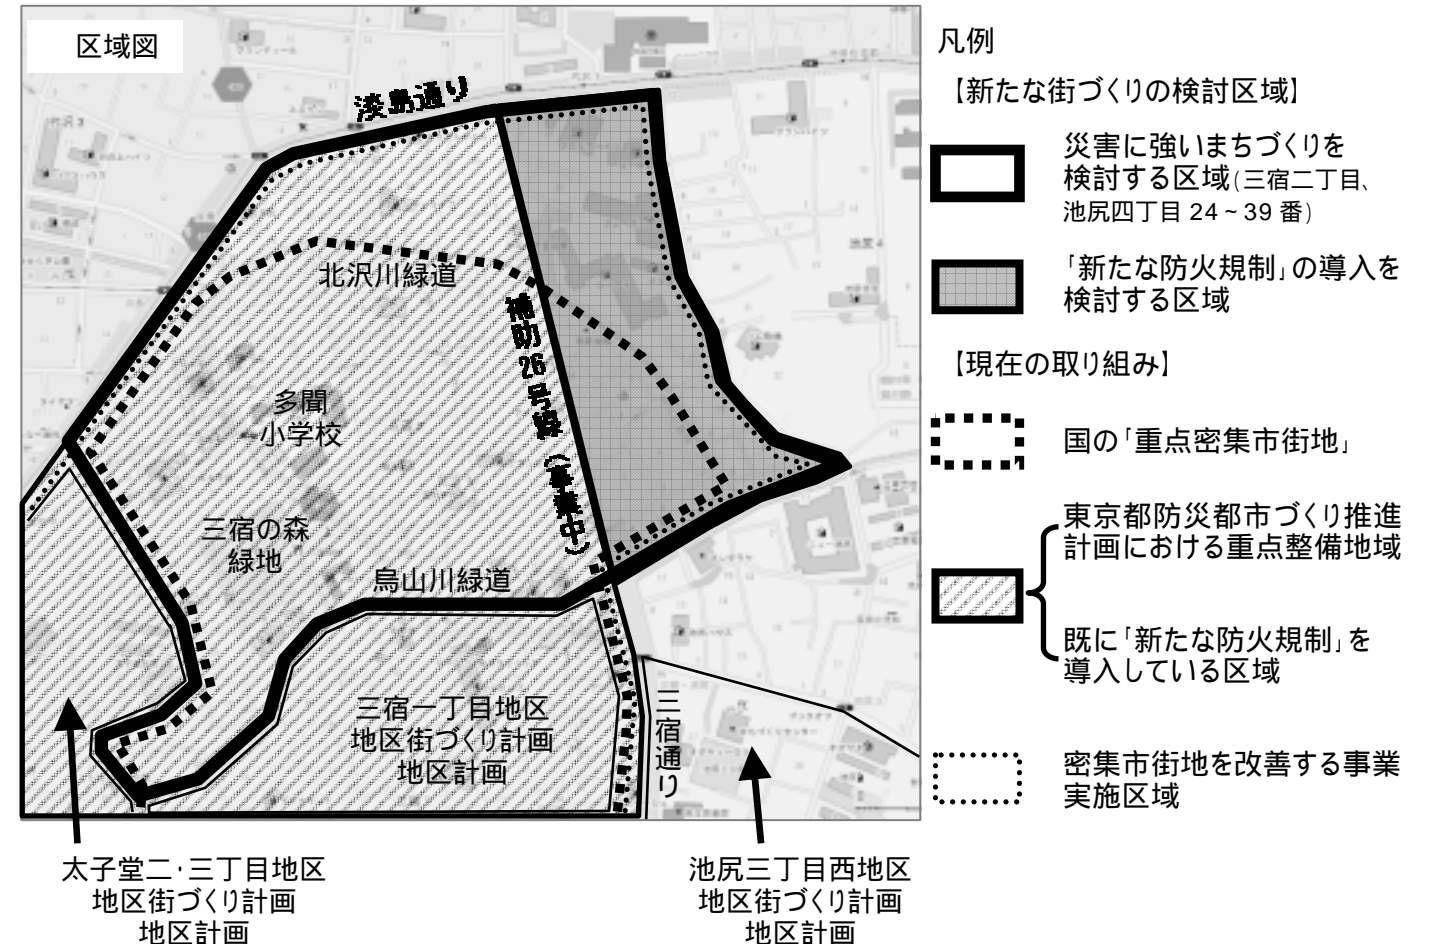 区域図
淡島通り
北沢川緑道
補助26号線（事業中）
多聞
小学校
三宿の森
緑地
烏山川緑道
三宿一丁目地区
地区街づくり計画
地区計画
三宿通り
太子堂二・三丁目地区
地区街づくり計画
地区計画
池尻三丁目西地区
地区街づくり計画
地区計画
凡例
【新たな街づくりの検討区域】
災害に強いまちづくりを
検討する区域(三宿二丁目、
池尻四丁目 24 ~ 39 番)
「新たな防火規制」の導入を
検討する区域
【現在の取り組み】
国の「重点密集市街地」
東京都防災都市づくり推進
計画における重点整備地域
既に「新たな防火規制」を
導入している区域
密集市街地を改善する事業
実施区域